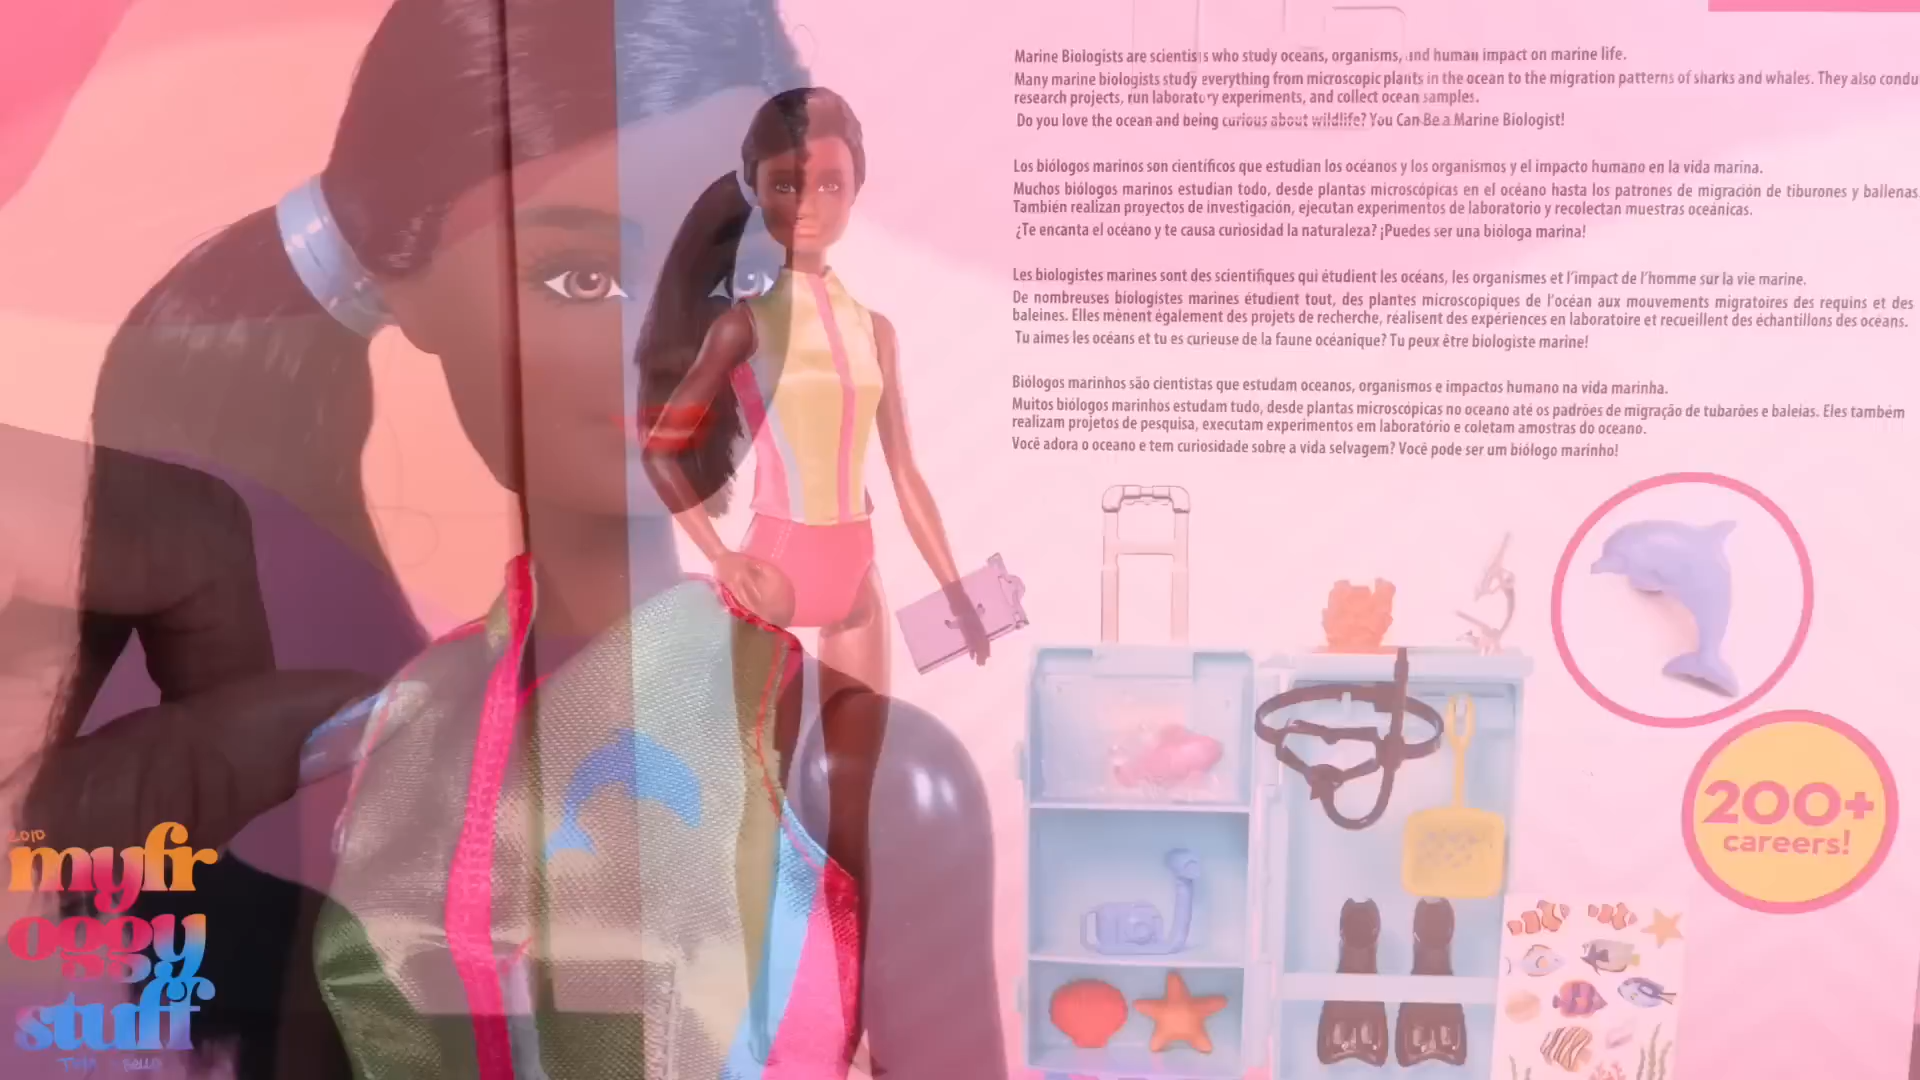 Marine Biologists are scientists who study oceans, organisms, and human impact on marine life.
Many marine biologists study everything from microscopic plants in the ocean to the migration patterns of sharks and whales. They also condu
research projects, run laboratory experiments, and collect ocean samples.
Do you love the ocean and being curious about wildlife? You Can Be a Marine Biologist!
Los biólogos marinos son científicos que estudian los océanos y los organismos y el impacto humano en la vida marina.
Muchos biólogos marinos estudian todo, desde plantas microscópicas en el océano hasta los patrones de migración de tiburones y ballenas.
También realizan proyectos de investigación, ejecutan experimentos de laboratorio y recolectan muestras oceánicas.
¿Te encanta el océano y te causa curiosidad la naturaleza? ¡Puedes ser una bióloga marina!
Les biologistes marines sont des scientifiques qui étudient les océans, les organismes et l'impact de l'homme sur la vie marine.
De nombreuses biologistes marines étudient tout, des plantes microscopiques de l'océan aux mouvements migratoires des requins et des
baleines. Elles mènent également des projets de recherche, réalisent des expériences en laboratoire et recueillent des échantillons des océans.
Tu aimes les océans et tu es curieuse de la faune océanique? Tu peux être biologiste marine!
Biólogos marinhos são cientistas que estudam oceanos, organismos e impactos humano na vida marinha.
Muitos biólogos marinhos estudam tudo, desde plantas microscópicas no oceano até os padrões de migração de tubarões e baleias. Eles também
realizam projetos de pesquisa, executam experimentos em laboratório e coletam amostras do oceano.
Você adora o oceano e tem curiosidade sobre a vida selvagem? Você pode ser um biólogo marinho!
200+
careers!
myfr
oggy
stuff